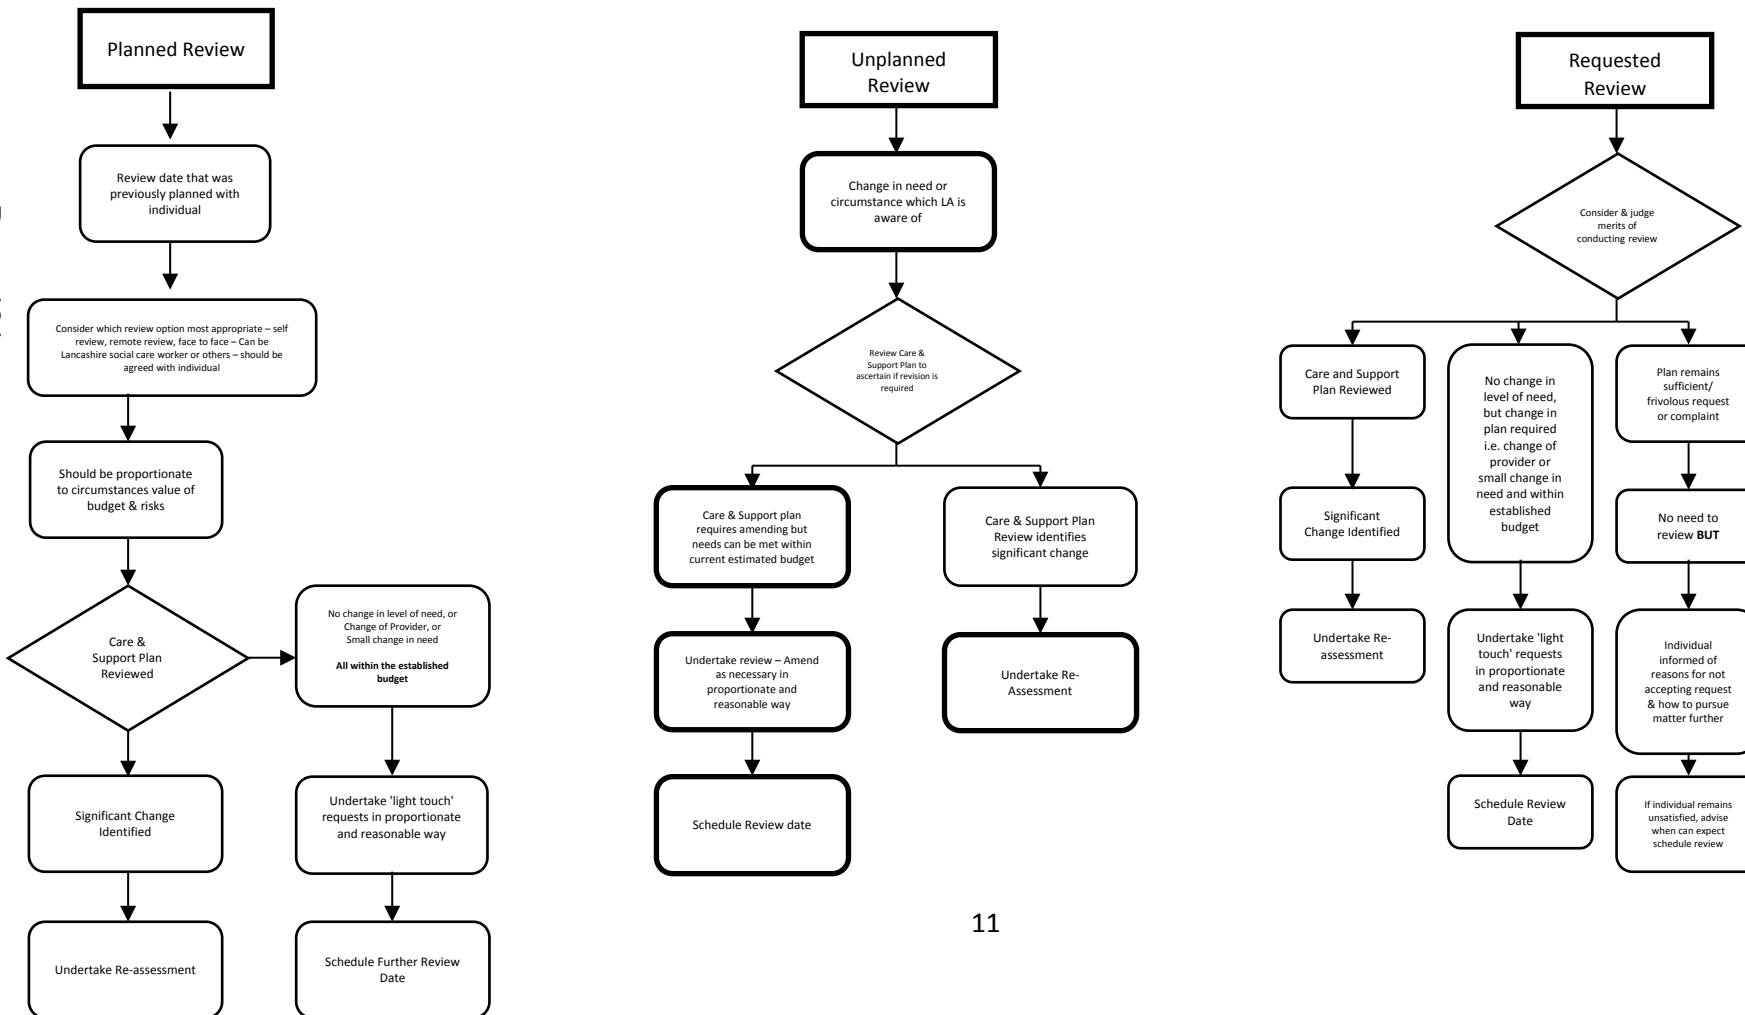 Planned Review
Review date that was
previously planned with
individual
Consider which review option most appropriate – self
review, remote review, face to face – Can be
Lancashire social care worker or others – should be
agreed with individual
Should be proportionate
to circumstances value of
budget & risks
Care &
Support Plan
Reviewed
No change in level of need, or
Change of Provider, or
Small change in need
All within the established
budget
Significant Change
Identified
Undertake 'light touch'
requests in proportionate
and reasonable way
Undertake Re-assessment
Schedule Further Review
Date
Unplanned
Review
Change in need or
circumstance which LA is
aware of
Review Care &
Support Plan to
ascertain if revision is
required
Care & Support plan
requires amending but
needs can be met within
current estimated budget
Care & Support Plan
Review identifies
significant change
Undertake review – Amend
as necessary in
proportionate and
reasonable way
Undertake Re-
Assessment
Schedule Review date
Requested
Review
Consider & judge
merits of
conducting review
Care and Support
Plan Reviewed
Significant
Change Identified
Undertake Re-
assessment
No change in
level of need,
but change in
plan required
i.e. change of
provider or
small change in
need and within
established
budget
Undertake 'light
touch' requests
in proportionate
and reasonable
way
Schedule Review
Date
Plan remains
sufficient/
frivolous request
or complaint
No need to
review BUT
Individual
informed of
reasons for not
accepting request
& how to pursue
matter further
If individual remains
unsatisfied, advise
when can expect
schedule review
11